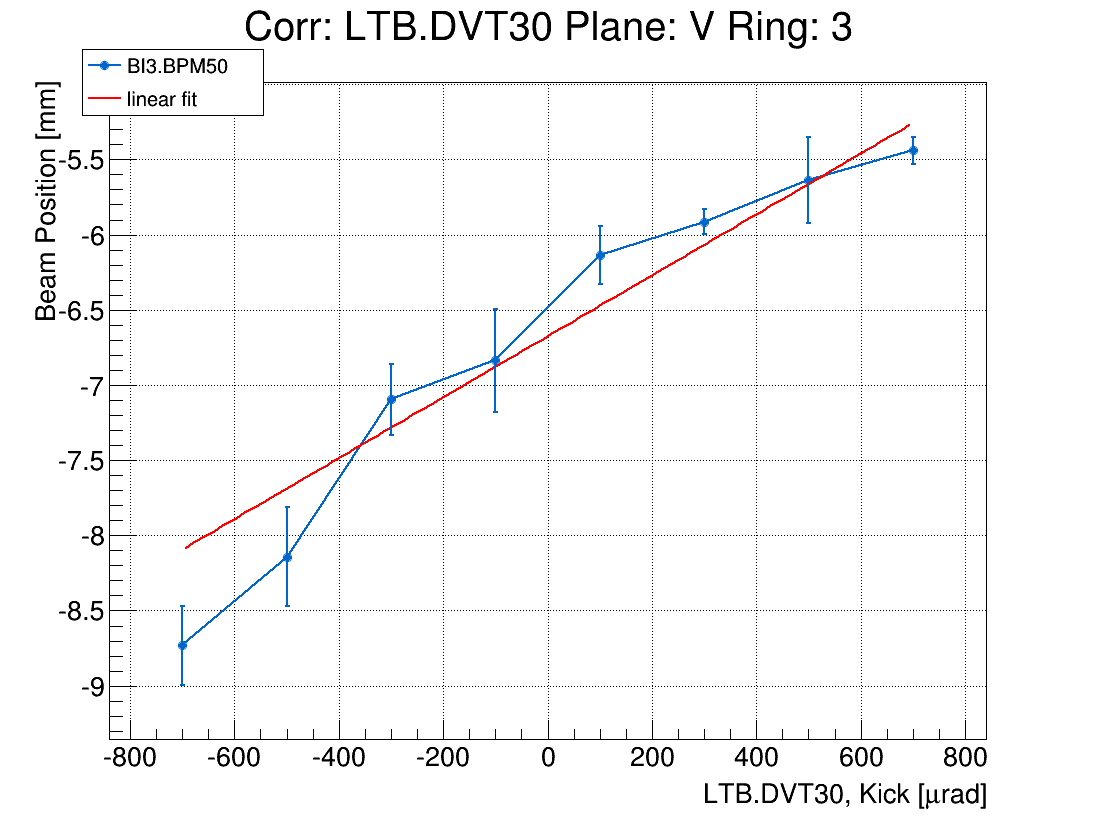 Corr: LTB.DVT30 Plane: V Ring: 3
BI3.BPM50
linear fit
Beam Position [mm]
-5.5
-6
-6.5
-7
-7.5
-8
-8.5
-9
-800 -600 -400 -200 0 200 400 600 800
LTB.DVT30, Kick [μrad]